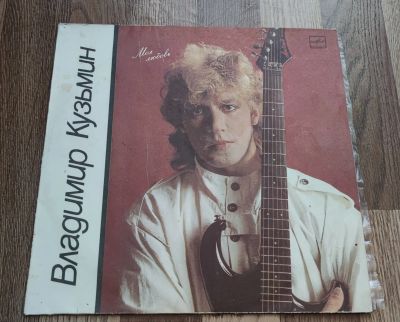 Владимир Кузьмин
Моя
любовь